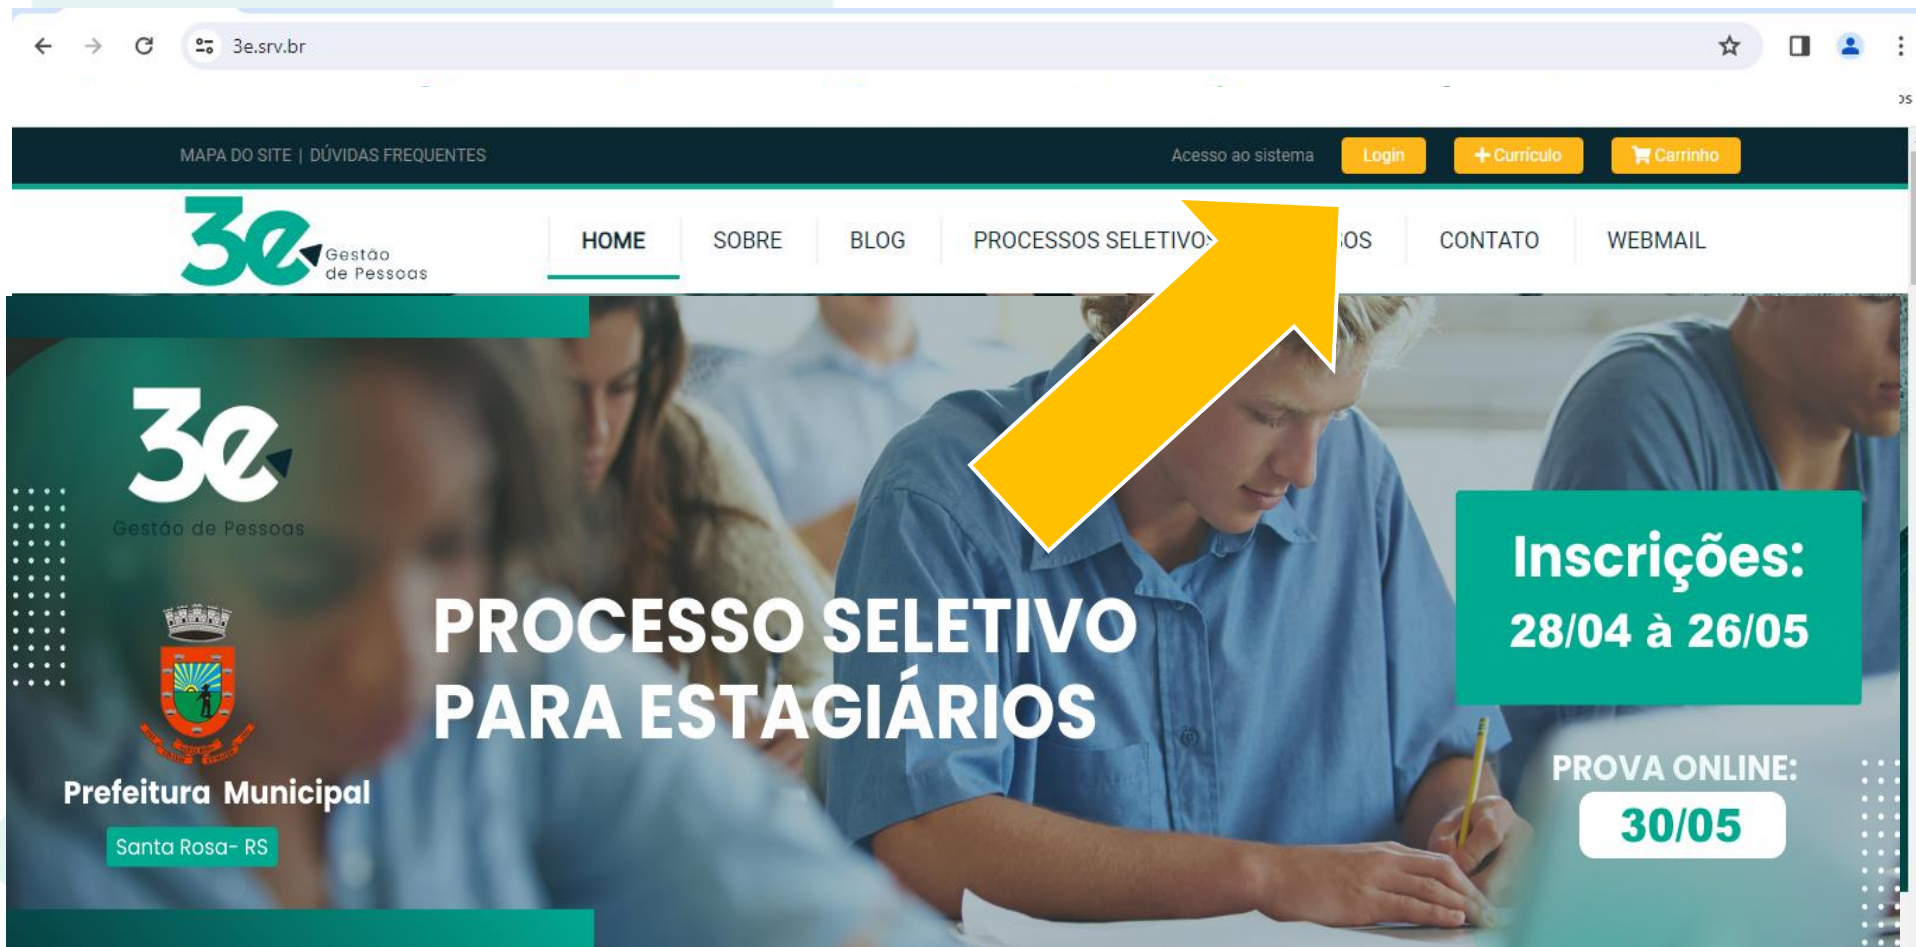 3e.srv.br
os
MAPA DO SITE | DÚVIDAS FREQUENTES
Acesso ao sistema
Login
+ Currículo
Carrinho
3e
Gestão
de Pessoas
HOME
SOBRE
BLOG
PROCESSOS SELETIVOS
OS
CONTATO
WEBMAIL
3e
Gestão de Pessoas
PROCESSO SELETIVO
PARA ESTAGIÁRIOS
Inscrições:
28/04 à 26/05
PROVA ONLINE:
30/05
Prefeitura Municipal
Santa Rosa- RS